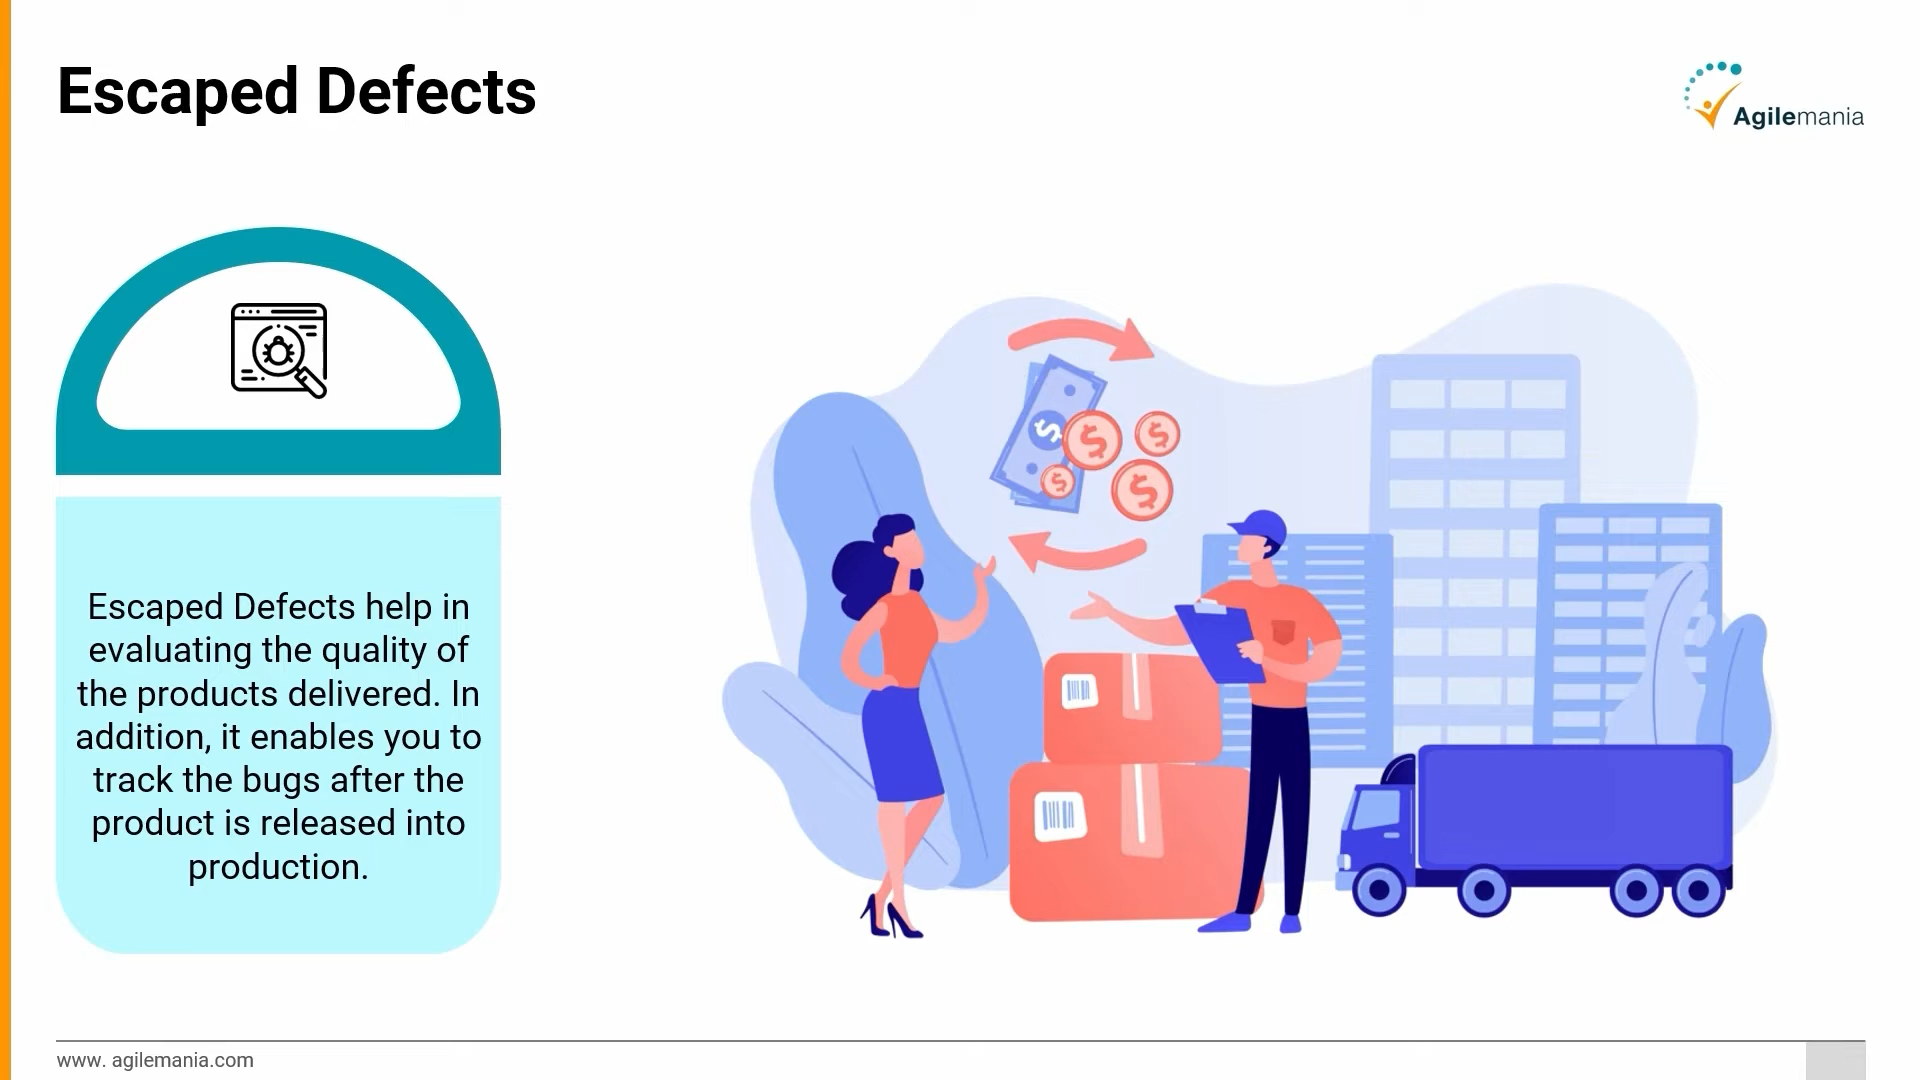 Escaped Defects
Agilemania
Escaped Defects help in
evaluating the quality of
the products delivered. In
addition, it enables you to
track the bugs after the
product is released into
production.
www. agilemania.com